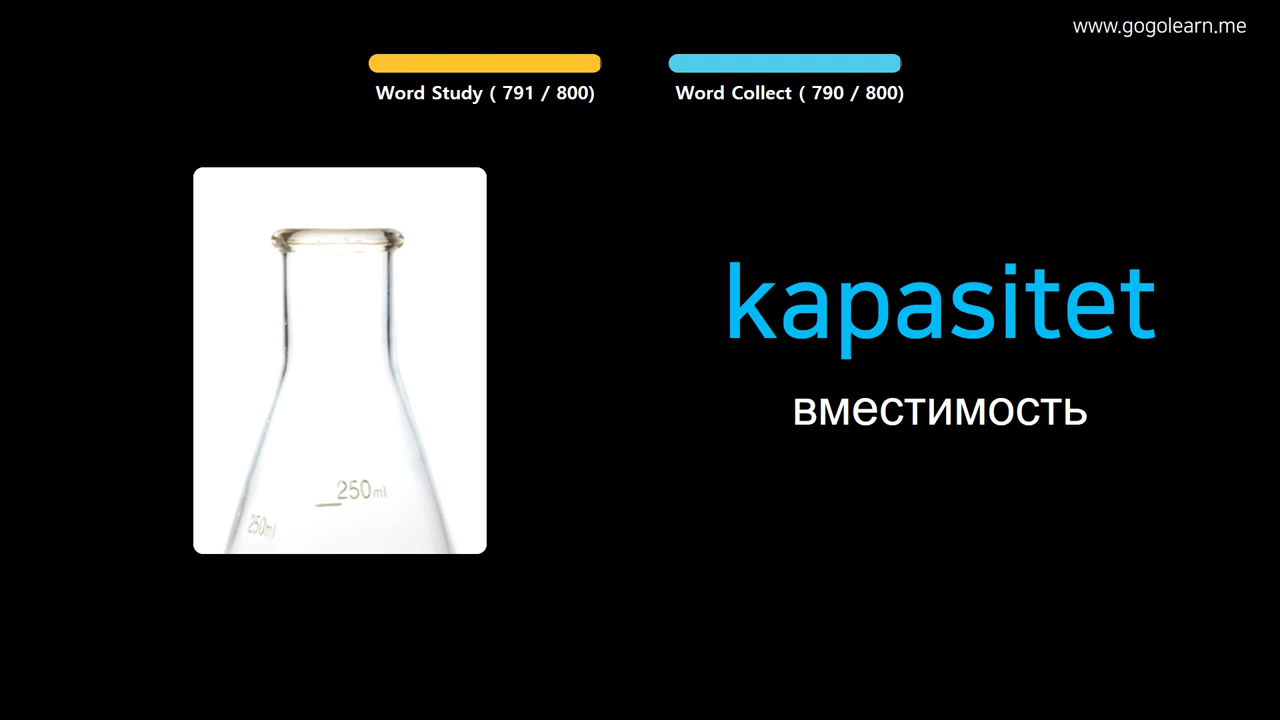 www.gogolearn.me
Word Study ( 791 / 800)
Word Collect ( 790 / 800)
kapasitet
вместимость
250ml
250ml